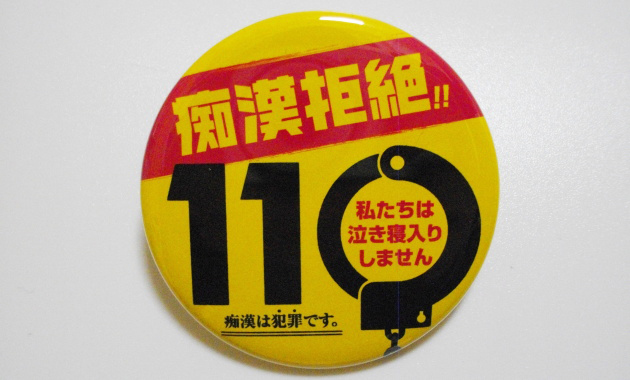 痴漢拒絶!!
110
私たちは
泣き寝入り
しません
痴漢は犯罪です。